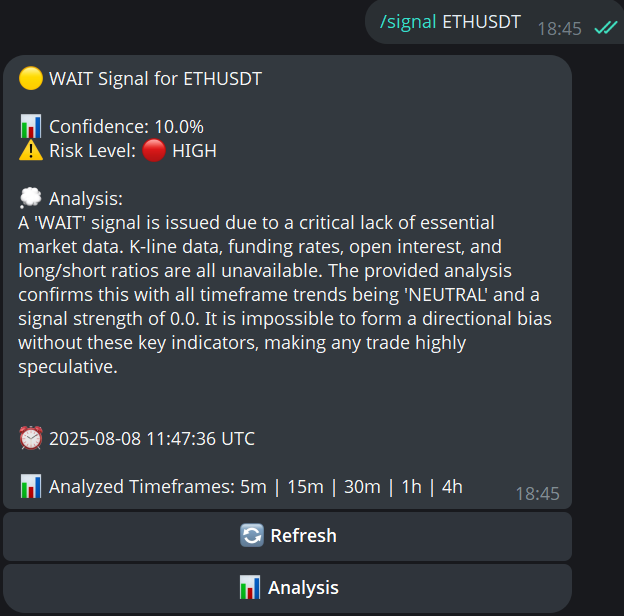 /signal ETHUSDT 18:45
🟡 WAIT Signal for ETHUSDT
📊 Confidence: 10.0%
⚠️ Risk Level: 🔴 HIGH
💭 Analysis:
A 'WAIT' signal is issued due to a critical lack of essential
market data. K-line data, funding rates, open interest, and
long/short ratios are all unavailable. The provided analysis
confirms this with all timeframe trends being 'NEUTRAL' and a
signal strength of 0.0. It is impossible to form a directional bias
without these key indicators, making any trade highly
speculative.
⏰ 2025-08-08 11:47:36 UTC
📊 Analyzed Timeframes: 5m | 15m | 30m | 1h | 4h 18:45
🔄 Refresh
📊 Analysis